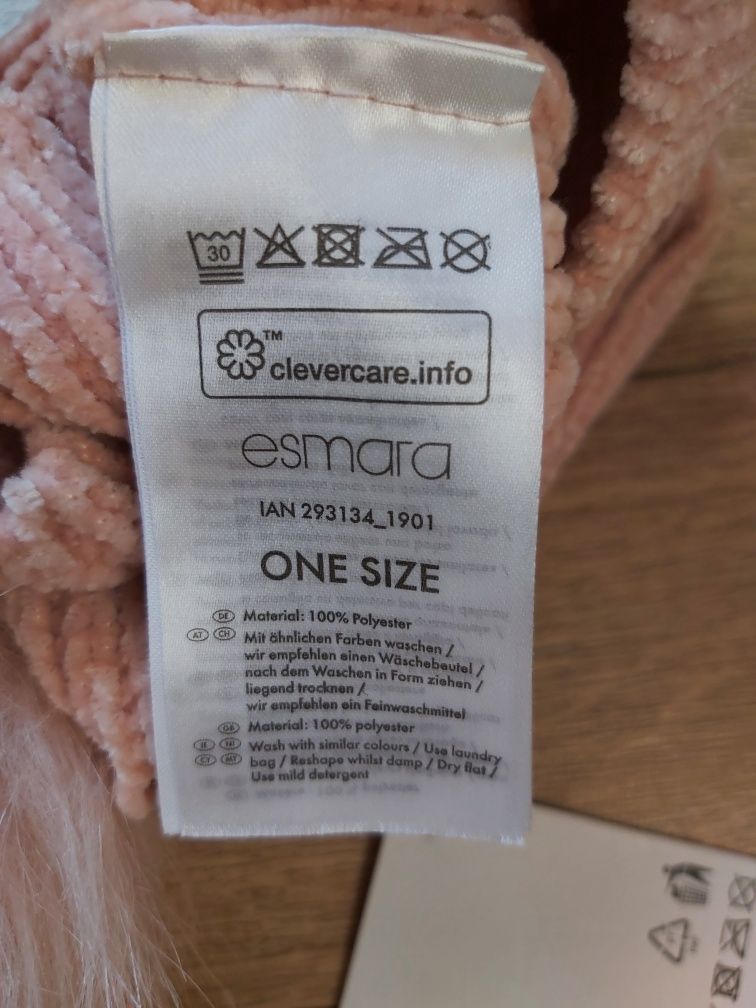 30
TM
clevercare.info
esmara
IAN 293134_1901
ONE SIZE
DE Material: 100% Polyester
AT CH Mit ähnlichen Farben waschen /
wir empfehlen einen Wäschebeutel /
nach dem Waschen in Form ziehen /
liegend trocknen /
wir empfehlen ein Feinwaschmittel
GB Material: 100% polyester
IE NI Wash with similar colours / Use laundry
CY MT bag / Reshape whilst damp / Dry flat /
Use mild detergent